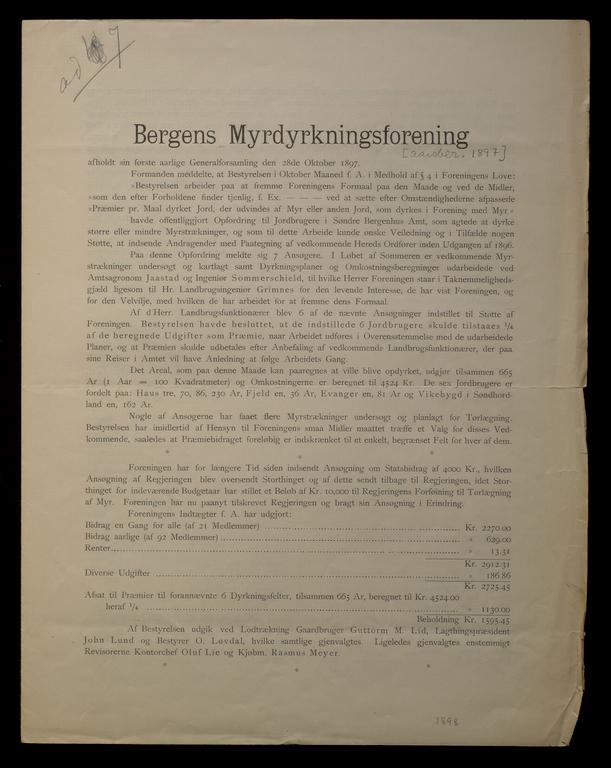 ad 7
Bergens Myrdyrkningsforening
[aarsber. 1897]
afholdt sin første aarlige Generalforsamling den 28de Oktober 1897.
Formanden meddelte, at Bestyrelsen i Oktober Maaned f. A. i Medhold af § 4 i Foreningens Love:
»Bestyrelsen arbeider paa at fremme Foreningens Formaal paa den Maade og ved de Midler,
»som den efter Forholdene finder tjenlig, f. Ex. —— —— ved at sætte efter Omstændighederne afpassede
»Præmier pr. Maal dyrket Jord, der udvindes af Myr eller anden Jord, som dyrkes i Forening med Myr.«
havde offentliggjort Opfordring til Jordbrugere i Søndre Bergenhus Amt, som agtede at dyrke
større eller mindre Myrstrækninger, og som til dette Arbeide kunde ønske Veiledning og i Tilfælde nogen
Støtte, at indsende Andragender med Paategning af vedkommende Hereds Ordfører inden Udgangen af 1896.
Paa denne Opfordring meldte sig 7 Ansøgere. I Løbet af Sommeren er vedkommende Myr-
strækninger undersøgt og kartlagt samt Dyrkningsplaner og Omkostningsberegninger udarbeidede ved
Amtsagronom Jaastad og Ingeniør Sommerschield, til hvilke Herrer Foreningen staar i Taknemmeligheds-
gjæld ligesom til Hr. Landbrugsingeniør Grimnes for den levende Interesse, de har vist Foreningen, og
for den Velvilje, med hvilken de har arbeidet for at fremme dens Formaal.
Af d'Herr. Landbrugsfunktionærer blev 6 af de nævnte Ansøgninger indstillet til Støtte af
Foreningen. Bestyrelsen havde besluttet, at de indstillede 6 Jordbrugere skulde tilstaaes ¼
af de beregnede Udgifter som Præmie, naar Arbeidet udføres i Overensstemmelse med de udarbeidede
Planer, og at Præmien skulde udbetales efter Anbefaling af vedkommende Landbrugsfunktionær, der paa
sine Reiser i Amtet vil have Anledning at følge Arbeidets Gang.
Det Areal, som paa denne Maade kan paaregnes at ville blive opdyrket, udgjør tilsammen 665
Ar (1 Aar = 100 Kvadratmeter) og Omkostningerne er beregnet til 4524 Kr. De sex Jordbrugere er
fordelt paa: Haus tre, 70, 86, 230 Ar, Fjeld en, 36 Ar, Evanger en, 81 Ar og Vikebygd i Søndhord-
land en, 162 Ar.
Nogle af Ansøgerne har faaet flere Myrstrækninger undersøgt og planlagt for Tørlægning.
Bestyrelsen har imidlertid af Hensyn til Foreningens smaa Midler maattet træffe et Valg for disses Ved-
kommende, saaledes at Præmiebidraget foreløbig er indskrænket til et enkelt, begrænset Felt for hver af dem.
* *
Foreningen har for længere Tid siden indsendt Ansøgning om Statsbidrag af 4000 Kr., hvilken
Ansøgning af Regjeringen blev oversendt Storthinget og af dette sendt tilbage til Regjeringen, idet Stor-
thinget for indeværende Budgetaar har stillet et Beløb af Kr. 10,000 til Regjeringens Forføining til Tørlægning
af Myr. Foreningen har nu paanyt tilskrevet Regjeringen og bragt sin Ansøgning i Erindring.
Foreningens Indtægter f. A. har udgjort:
Bidrag en Gang for alle (af 21 Medlemmer) ........ Kr. 2270.00
Bidrag aarlige (af 92 Medlemmer) ........ » 629.00
Renter ........ » 13.31
Kr. 2912.31
Diverse Udgifter ........ » 186.86
Kr. 2725.45
Afsat til Præmier til forannævnte 6 Dyrkningsfelter, tilsammen 665 Ar, beregnet til Kr. 4524.00
heraf ¼ ........ » 1130.00
Beholdning Kr. 1595.45
Af Bestyrelsen udgik ved Lodtrækning Gaardbruger Guttorm M. Lid, Lagthingspræsident
John Lund og Bestyrer O. Løvdal, hvilke samtlige gjenvalgtes. Ligeledes gjenvalgtes enstemmigt
Revisorerne Kontorchef Oluf Lie og Kjøbm. Rasmus Meyer.
* *
*
1898